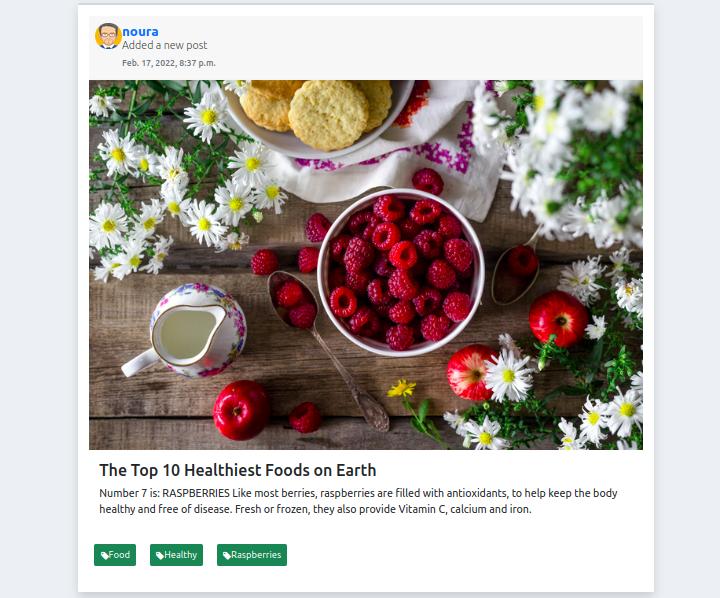 noura
Added a new post
Feb. 17, 2022, 8:37 p.m.
The Top 10 Healthiest Foods on Earth
Number 7 is: RASPBERRIES Like most berries, raspberries are filled with antioxidants, to help keep the body
healthy and free of disease. Fresh or frozen, they also provide Vitamin C, calcium and iron.
Food Healthy Raspberries